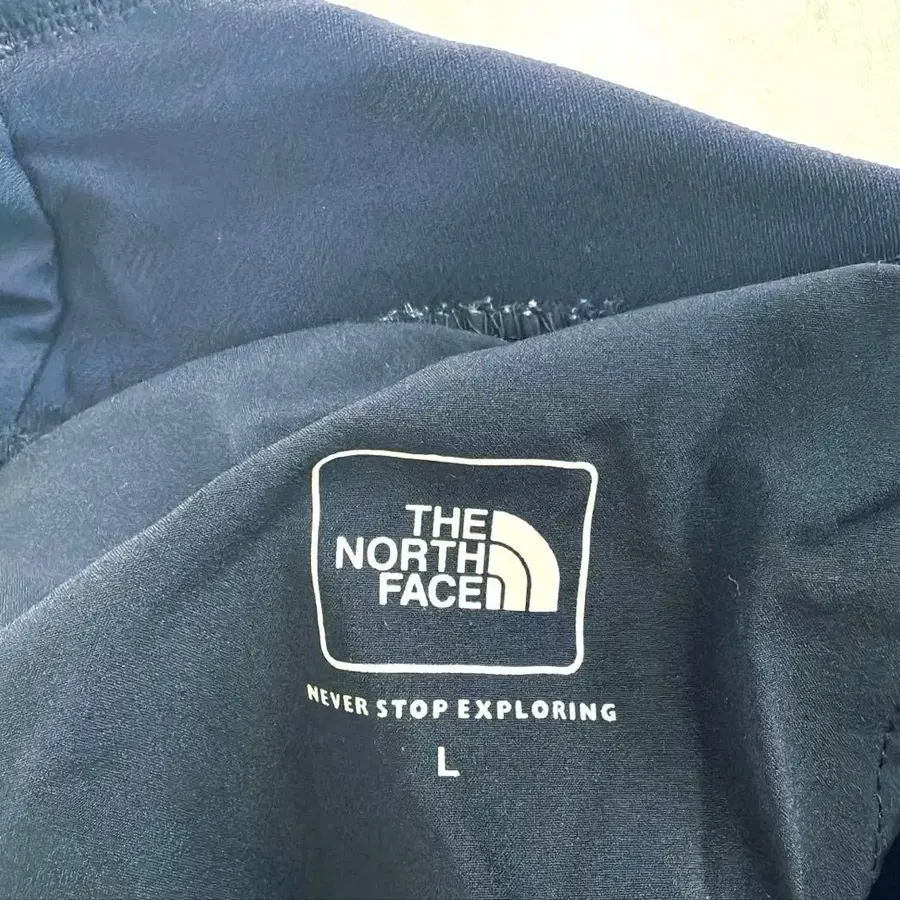 THE
NORTH
FACE
NEVER STOP EXPLORING
L